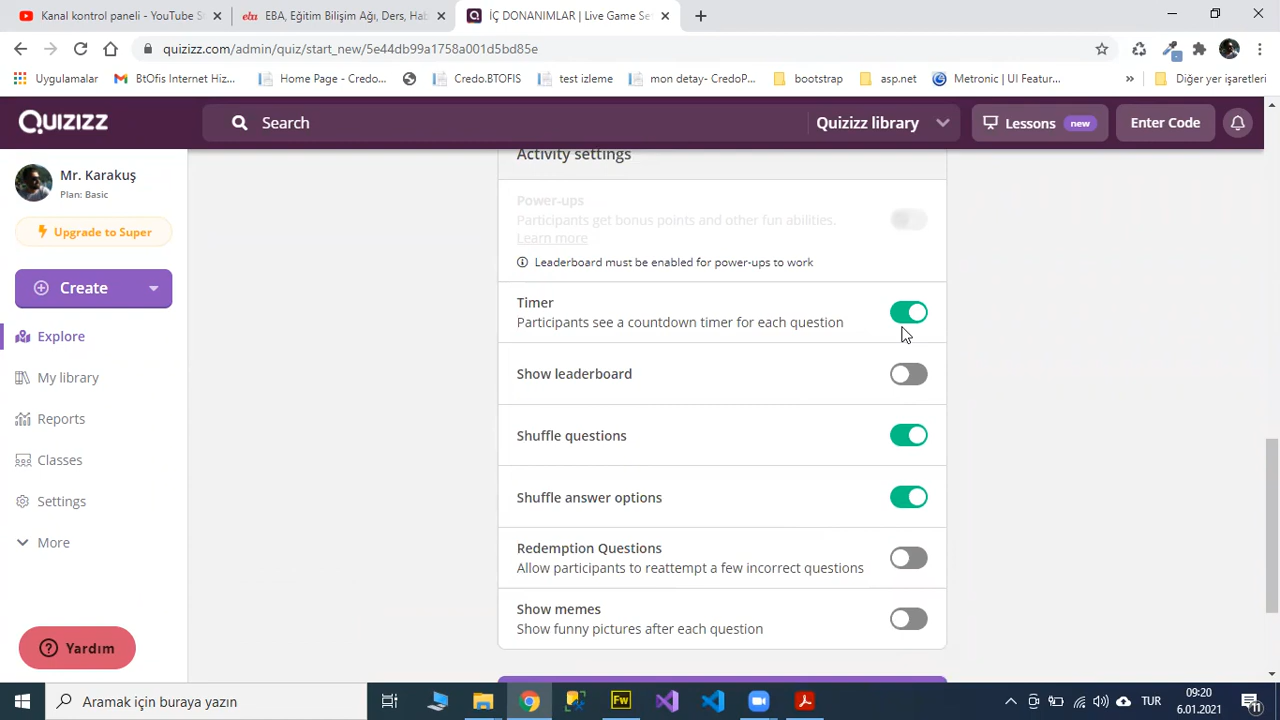 Kanal kontrol paneli - YouTube S
EBA, Eğitim Bilişim Ağı, Ders, Hab
İÇ DONANIMLAR | Live Game Se
quizizz.com/admin/quiz/start_new/5e44db99a1758a001d5bd85e
Uygulamalar
BtOfis Internet Hiz...
Home Page - Credo...
Credo.BTOFIS
test izleme
mon detay- CredoP...
bootstrap
asp.net
Metronic | UI Featur...
»
Diğer yer işaretleri
QUIZIZZ
Search
Quizizz library
Lessons new
Enter Code
Mr. Karakuş
Plan: Basic
Upgrade to Super
Create
Explore
My library
Reports
Classes
Settings
More
Yardım
Activity settings
Power-ups
Participants get bonus points and other fun abilities.
Learn more
Leaderboard must be enabled for power-ups to work
Timer
Participants see a countdown timer for each question
Show leaderboard
Shuffle questions
Shuffle answer options
Redemption Questions
Allow participants to reattempt a few incorrect questions
Show memes
Show funny pictures after each question
Aramak için buraya yazın
Fw
TUR
09:20
6.01.2021
11